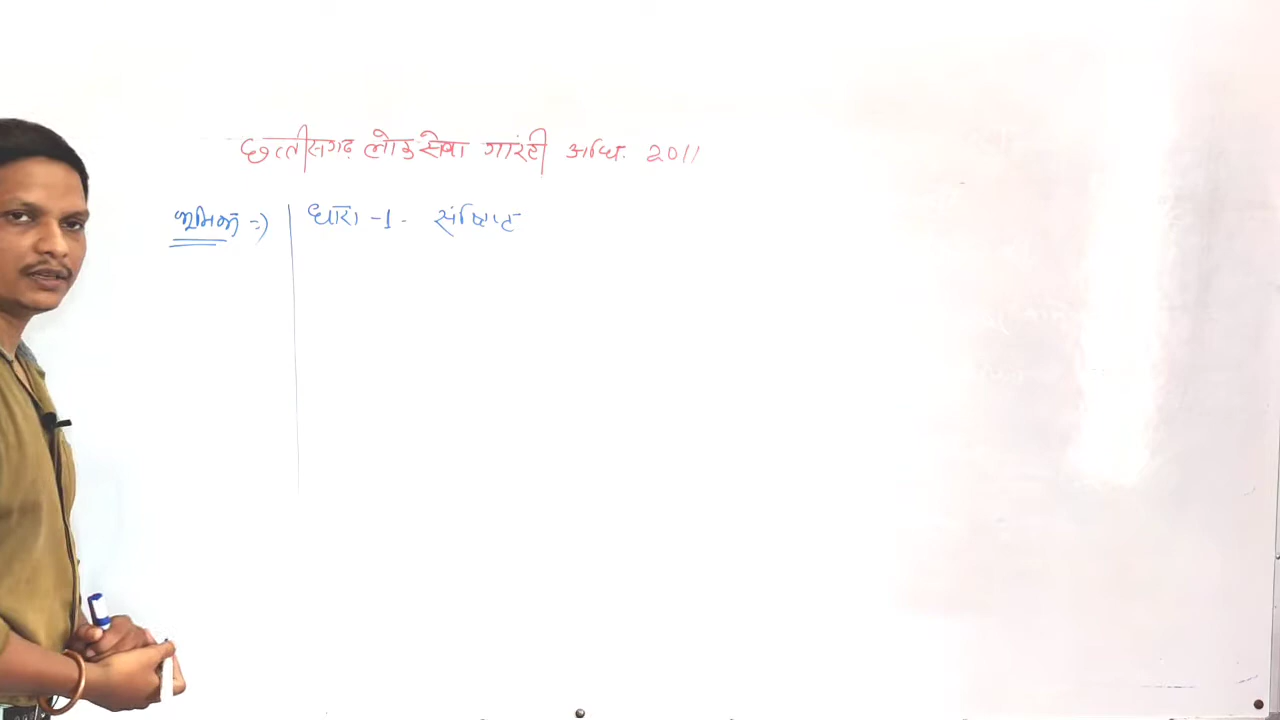 छत्तीसगढ़ लोक सेवा गारंटी अधि. 2011
भूमिका => धारा -1- संक्षिप्त